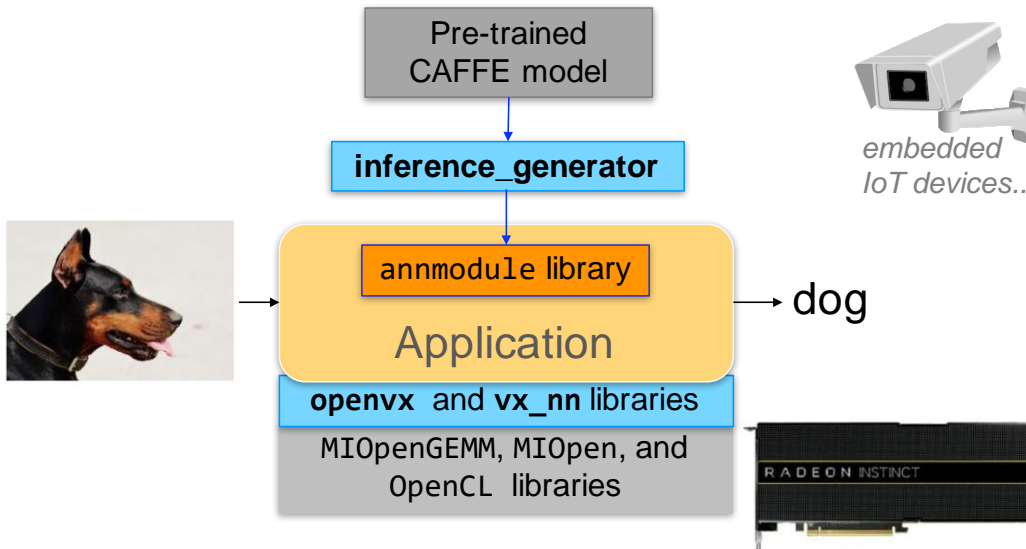 Pre-trained
CAFFE model
embedded
IoT devices..
inference_generator
annmodule library
dog
Application
openvx and vx_nn libraries
MIOpenGEMM, MIOpen, and
OpenCL libraries
RADEON INSTINCT